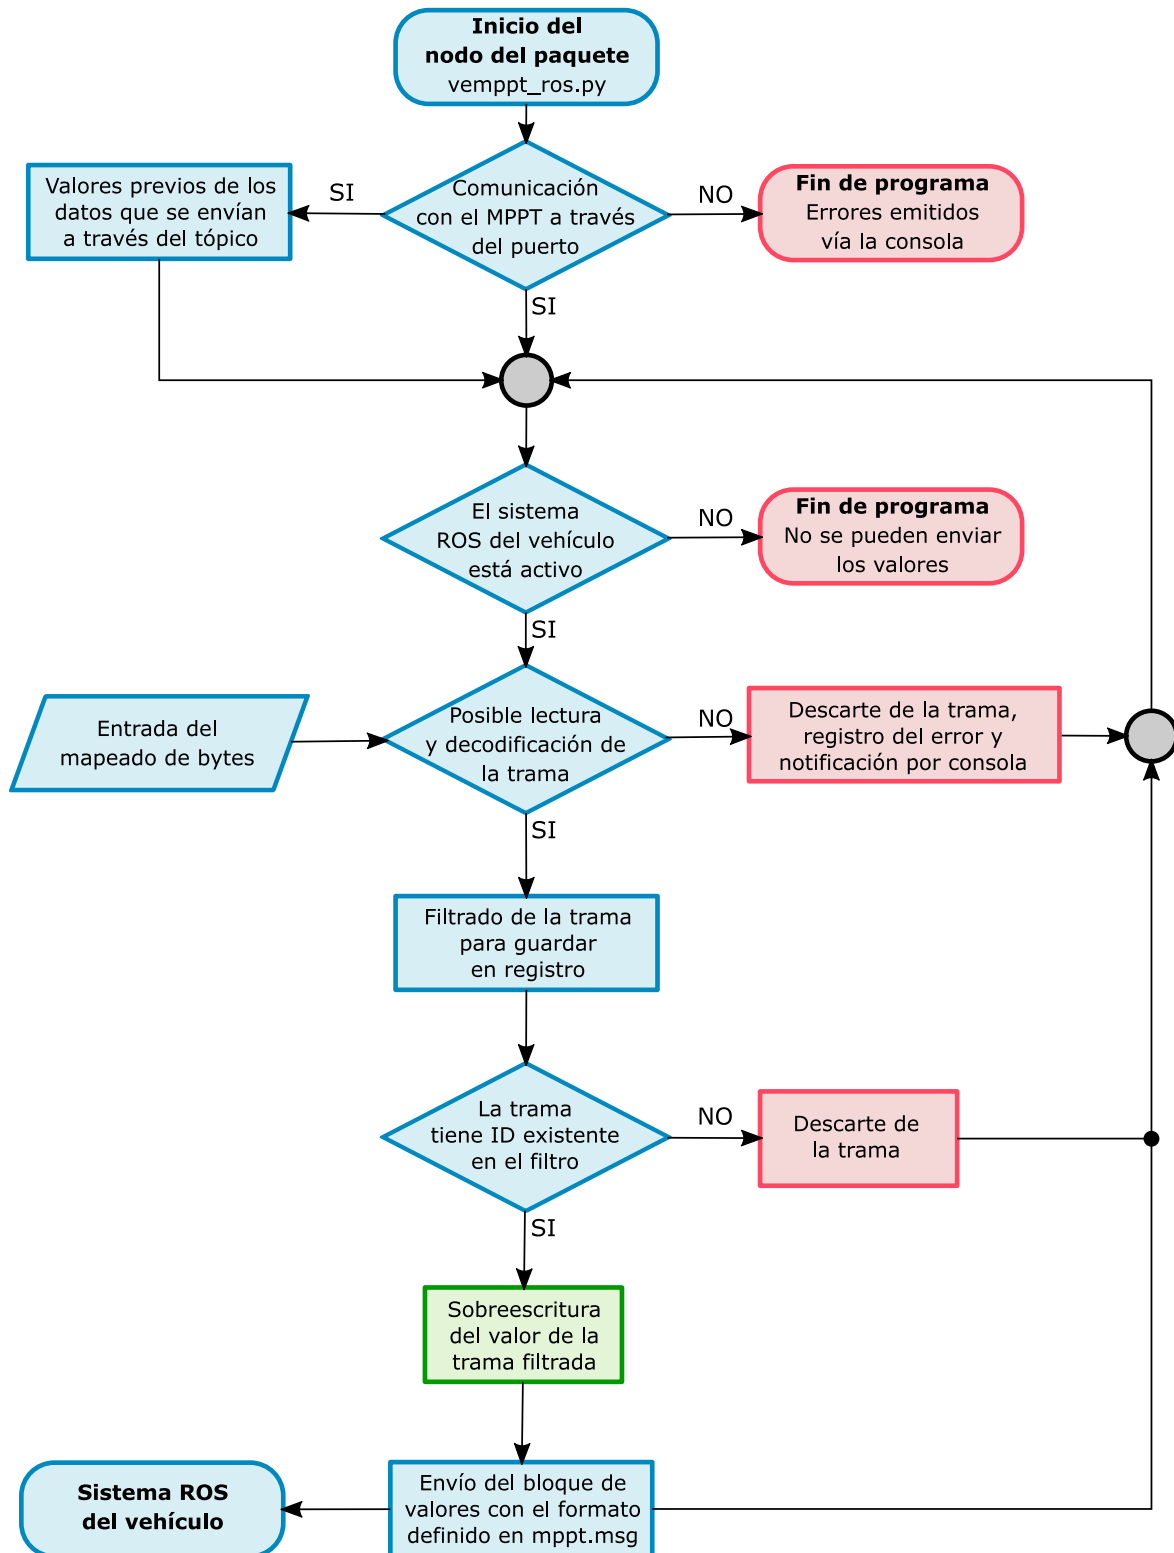 Inicio del
nodo del paquete
vemppt_ros.py
Valores previos de los
datos que se envían
a través del tópico
SI
Comunicación
con el MPPT a través
del puerto
NO
Fin de programa
Errores emitidos
vía la consola
SI
El sistema
ROS del vehículo
está activo
NO
Fin de programa
No se pueden enviar
los valores
SI
Entrada del
mapeado de bytes
Posible lectura
y decodificación de
la trama
NO
Descarte de la trama,
registro del error y
notificación por consola
SI
Filtrado de la trama
para guardar
en registro
La trama
tiene ID existente
en el filtro
NO
Descarte de
la trama
SI
Sobreescritura
del valor de la
trama filtrada
Sistema ROS
del vehículo
Envío del bloque de
valores con el formato
definido en mppt.msg